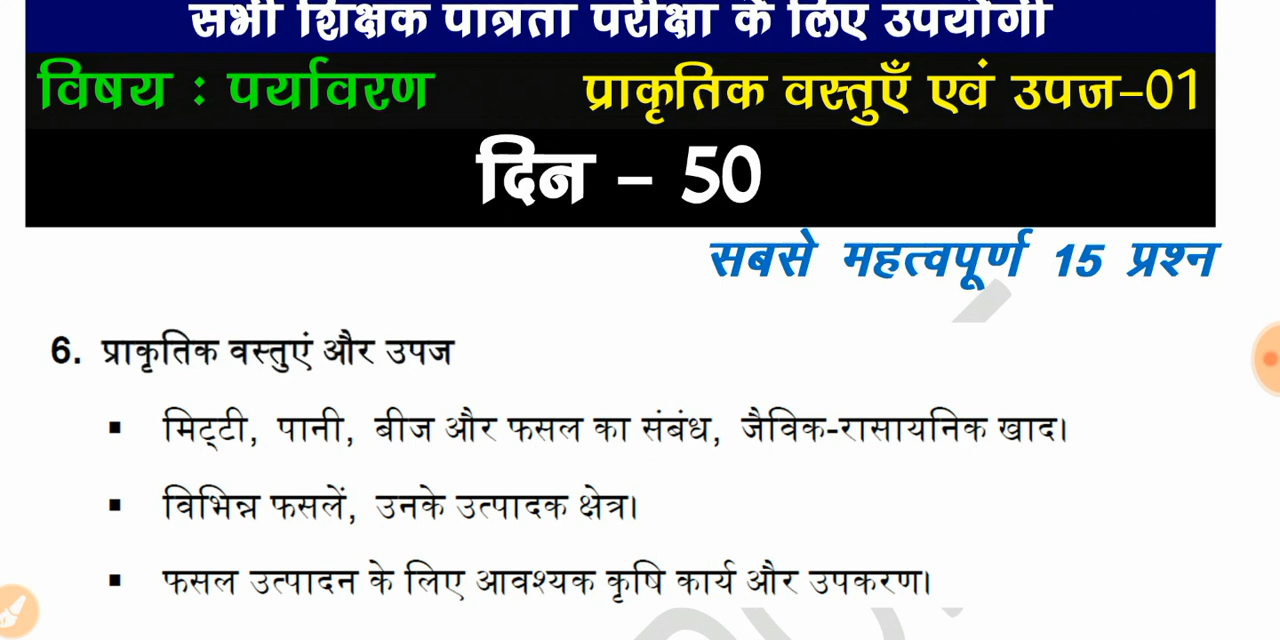 सभी शिक्षक पात्रता परीक्षा के लिए उपयोगी
विषय : पर्यावरण प्राकृतिक वस्तुएँ एवं उपज–01
दिन – 50
सबसे महत्वपूर्ण 15 प्रश्न
6. प्राकृतिक वस्तुएं और उपज
▪ मिट्टी, पानी, बीज और फसल का संबंध, जैविक-रासायनिक खाद।
▪ विभिन्न फसलें, उनके उत्पादक क्षेत्र।
▪ फसल उत्पादन के लिए आवश्यक कृषि कार्य और उपकरण।